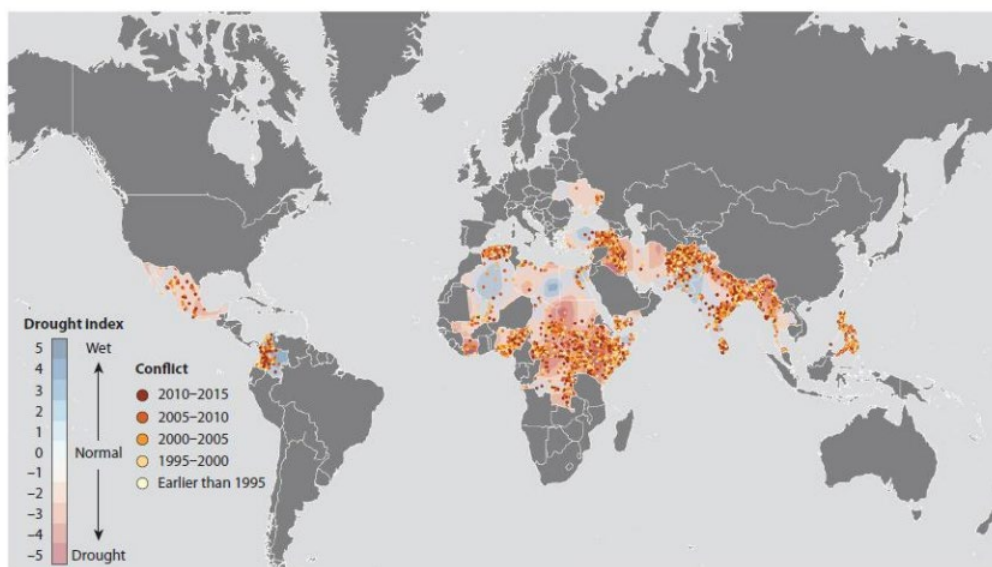 Drought Index
5
4
3
2
1
0
−1
−2
−3
−4
−5
Wet
Normal
Drought
Conflict
2010–2015
2005–2010
2000–2005
1995–2000
Earlier than 1995